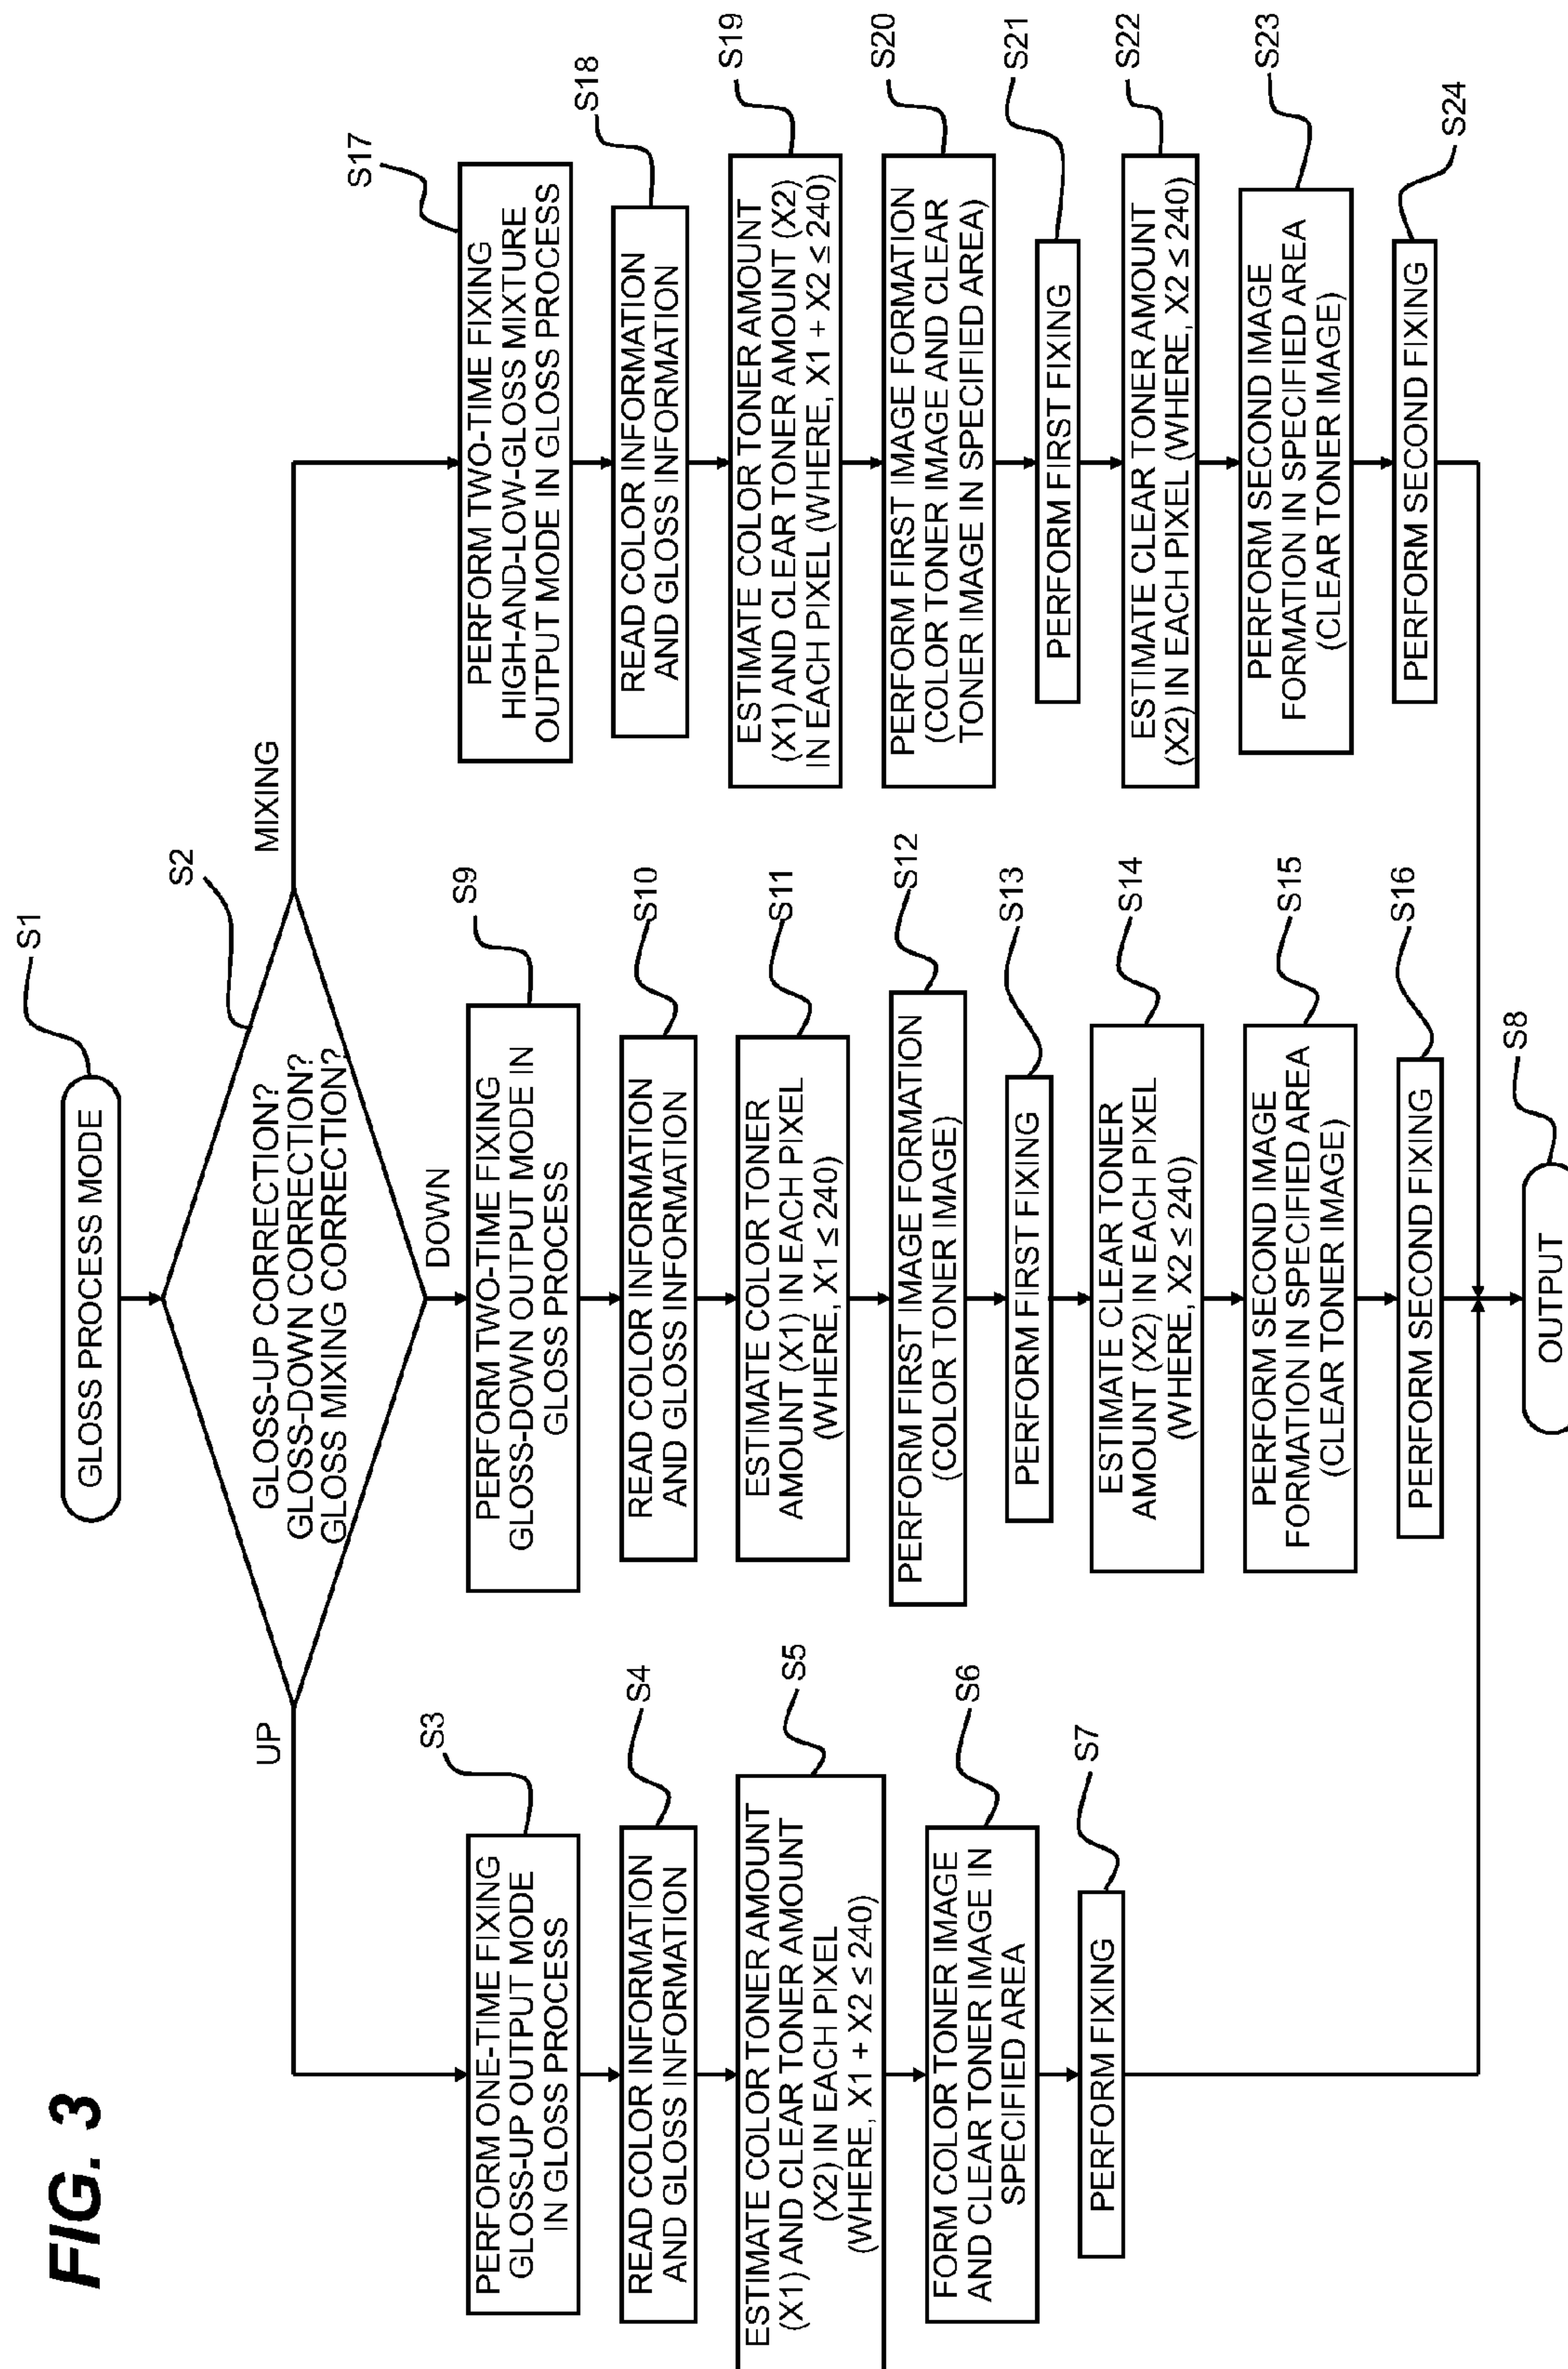 FIG. 3
GLOSS PROCESS MODE
S1
GLOSS-UP CORRECTION?
GLOSS-DOWN CORRECTION?
GLOSS MIXING CORRECTION?
S2
UP
DOWN
MIXING
PERFORM ONE-TIME FIXING
GLOSS-UP OUTPUT MODE
IN GLOSS PROCESS
S3
READ COLOR INFORMATION
AND GLOSS INFORMATION
S4
ESTIMATE COLOR TONER AMOUNT
(X1) AND CLEAR TONER AMOUNT
(X2) IN EACH PIXEL
(WHERE, X1 + X2 ≤ 240)
S5
FORM COLOR TONER IMAGE
AND CLEAR TONER IMAGE IN
SPECIFIED AREA
S6
PERFORM FIXING
S7
PERFORM TWO-TIME FIXING
GLOSS-DOWN OUTPUT MODE IN
GLOSS PROCESS
S9
READ COLOR INFORMATION
AND GLOSS INFORMATION
S10
ESTIMATE COLOR TONER
AMOUNT (X1) IN EACH PIXEL
(WHERE, X1 ≤ 240)
S11
PERFORM FIRST IMAGE FORMATION
(COLOR TONER IMAGE)
S12
PERFORM FIRST FIXING
S13
ESTIMATE CLEAR TONER
AMOUNT (X2) IN EACH PIXEL
(WHERE, X2 ≤ 240)
S14
PERFORM SECOND IMAGE
FORMATION IN SPECIFIED AREA
(CLEAR TONER IMAGE)
S15
PERFORM SECOND FIXING
S16
PERFORM TWO-TIME FIXING
HIGH-AND-LOW-GLOSS MIXTURE
OUTPUT MODE IN GLOSS PROCESS
S17
READ COLOR INFORMATION
AND GLOSS INFORMATION
S18
ESTIMATE COLOR TONER AMOUNT
(X1) AND CLEAR TONER AMOUNT (X2)
IN EACH PIXEL (WHERE, X1 + X2 ≤ 240)
S19
PERFORM FIRST IMAGE FORMATION
(COLOR TONER IMAGE AND CLEAR
TONER IMAGE IN SPECIFIED AREA)
S20
PERFORM FIRST FIXING
S21
ESTIMATE CLEAR TONER AMOUNT
(X2) IN EACH PIXEL (WHERE, X2 ≤ 240)
S22
PERFORM SECOND IMAGE
FORMATION IN SPECIFIED AREA
(CLEAR TONER IMAGE)
S23
PERFORM SECOND FIXING
S24
OUTPUT
S8